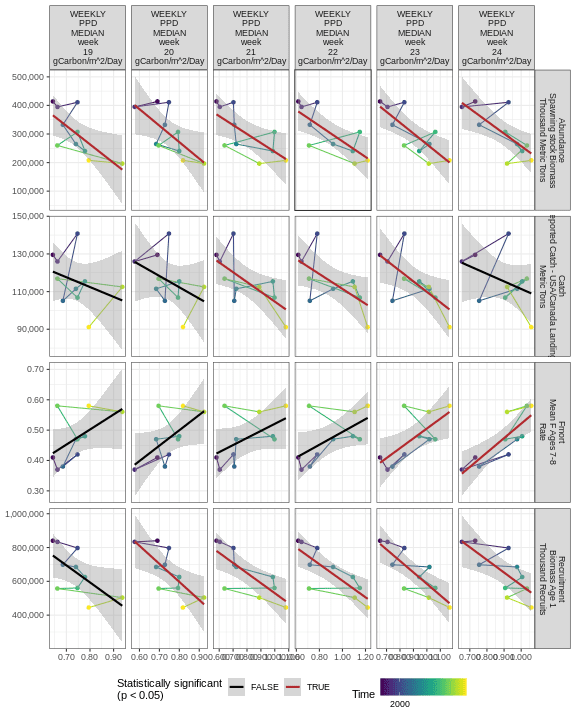 WEEKLY
PPD
MEDIAN
week
19
gCarbon/m^2/Day
WEEKLY
PPD
MEDIAN
week
20
gCarbon/m^2/Day
WEEKLY
PPD
MEDIAN
week
21
gCarbon/m^2/Day
WEEKLY
PPD
MEDIAN
week
22
gCarbon/m^2/Day
WEEKLY
PPD
MEDIAN
week
23
gCarbon/m^2/Day
WEEKLY
PPD
MEDIAN
week
24
gCarbon/m^2/Day
500,000
400,000
300,000
200,000
100,000
Abundance
Spawning stock Biomass
Thousand Metric Tons
150,000
130,000
110,000
90,000
Catch
eported Catch - USA/Canada Landing
Metric Tons
0.70
0.60
0.50
0.40
0.30
Fmort
Mean F Ages 7-8
Rate
1,000,000
800,000
600,000
400,000
Recruitment
Biomass Age 1
Thousand Recruits
0.70 0.80 0.90
0.60 0.70 0.80 0.900
0.80 1.00 1.20
1.000
Statistically significant
(p < 0.05)
FALSE
TRUE
Time
2000